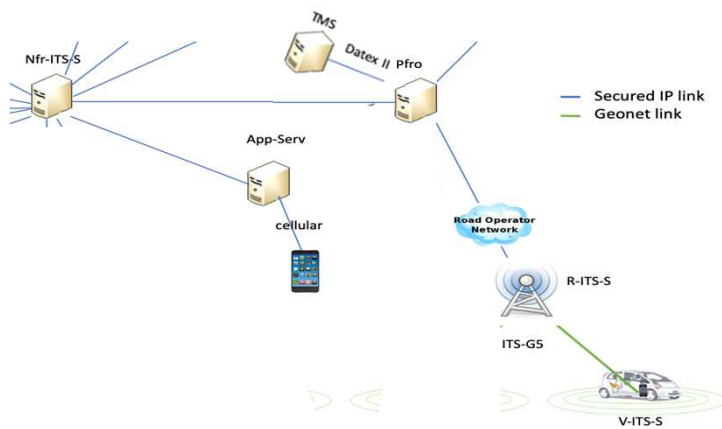 TMS
Nfr-ITS-S
Datex II
Pfro
Secured IP link
Geonet link
App-Serv
cellular
Road Operator
Network
R-ITS-S
ITS-G5
V-ITS-S